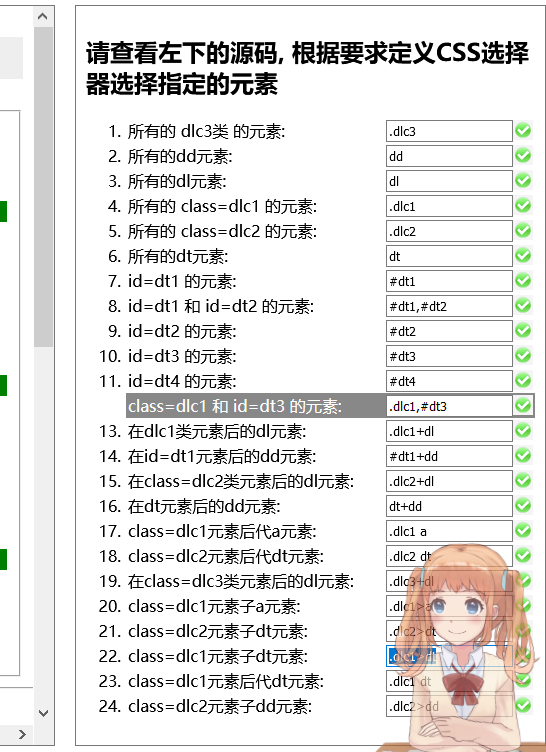 请查看左下的源码, 根据要求定义CSS选择
器选择指定的元素
1. 所有的 dlc3类 的元素: .dlc3
2. 所有的dd元素: dd
3. 所有的dl元素: dl
4. 所有的 class=dlc1 的元素: .dlc1
5. 所有的 class=dlc2 的元素: .dlc2
6. 所有的dt元素: dt
7. id=dt1 的元素: #dt1
8. id=dt1 和 id=dt2 的元素: #dt1,#dt2
9. id=dt2 的元素: #dt2
10. id=dt3 的元素: #dt3
11. id=dt4 的元素: #dt4
class=dlc1 和 id=dt3 的元素: .dlc1,#dt3
13. 在dlc1类元素后的dl元素: .dlc1+dl
14. 在id=dt1元素后的dd元素: #dt1+dd
15. 在class=dlc2类元素后的dl元素: .dlc2+dl
16. 在dt元素后的dd元素: dt+dd
17. class=dlc1元素后代a元素: .dlc1 a
18. class=dlc2元素后代dt元素: .dlc2 dt
19. 在class=dlc3类元素后的dl元素: .dlc3+dl
20. class=dlc1元素子a元素: .dlc1>a
21. class=dlc2元素子dt元素: .dlc2>dt
22. class=dlc1元素子dt元素: .dlc1>dt
23. class=dlc1元素后代dt元素: .dlc1 dt
24. class=dlc2元素子dd元素: .dlc2>dd